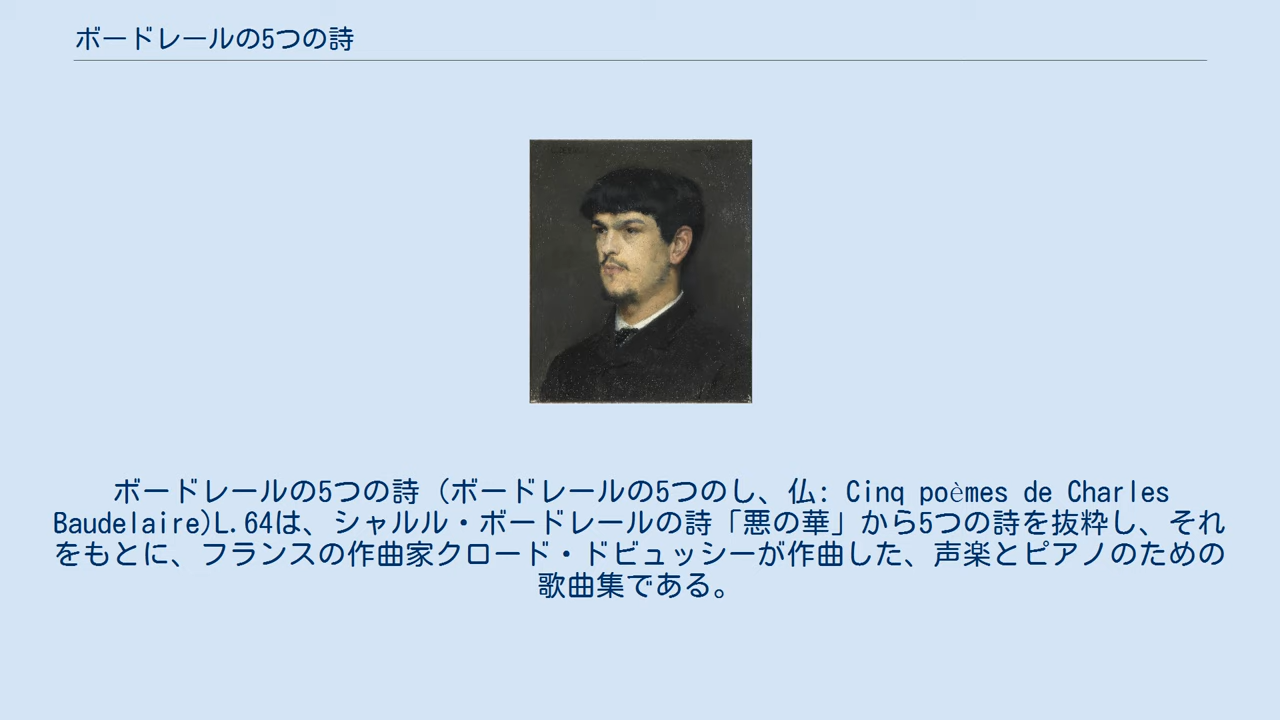 ボードレールの5つの詩
ボードレールの5つの詩（ボードレールの5つのし、仏: Cinq poèmes de Charles
Baudelaire)L.64は、シャルル・ボードレールの詩「悪の華」から5つの詩を抜粋し、それ
をもとに、フランスの作曲家クロード・ドビュッシーが作曲した、声楽とピアノのための
歌曲集である。